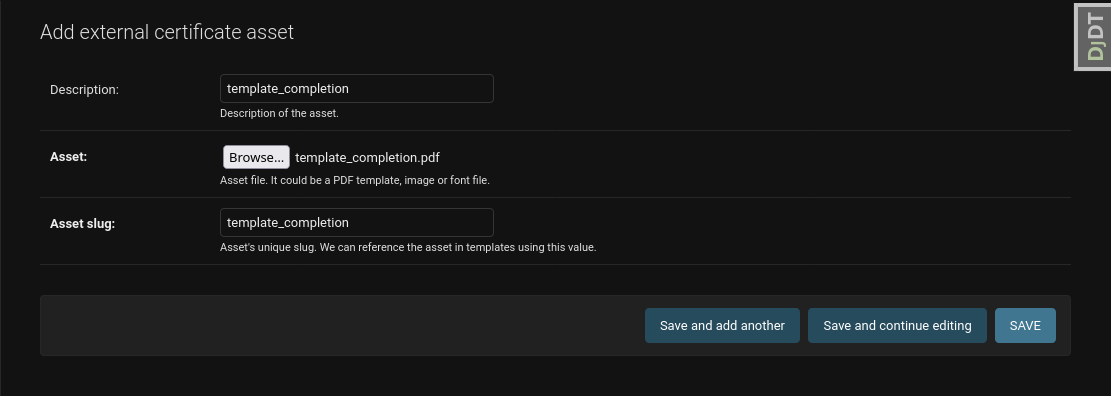 Add external certificate asset
DjDT
Description:
template_completion
Description of the asset.
Asset:
Browse... template_completion.pdf
Asset file. It could be a PDF template, image or font file.
Asset slug:
template_completion
Asset's unique slug. We can reference the asset in templates using this value.
Save and add another
Save and continue editing
SAVE